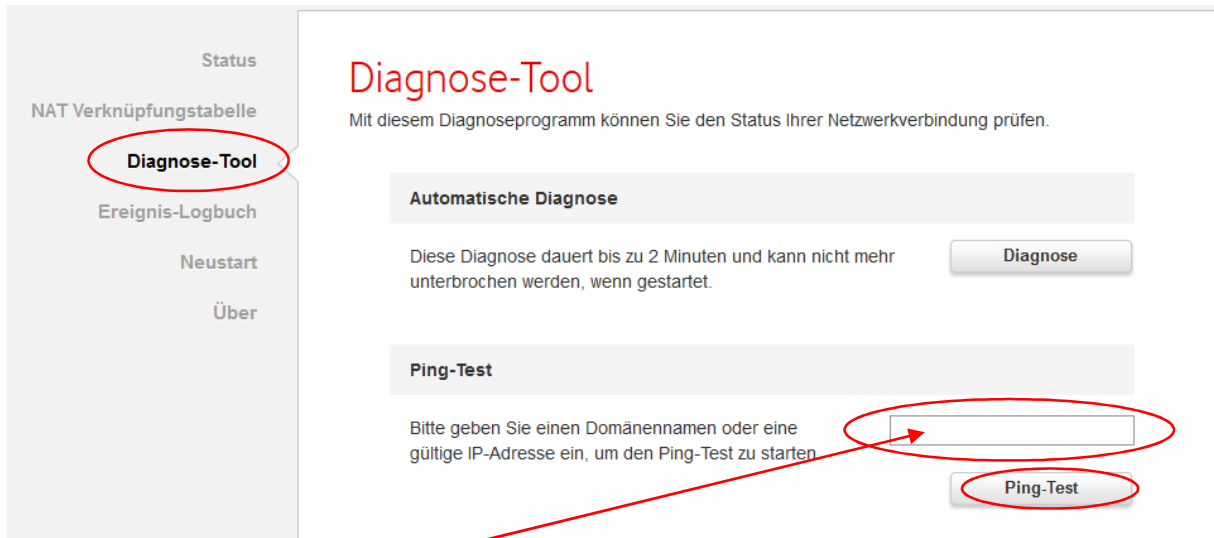 Status
NAT Verknüpfungstabelle
Diagnose-Tool
Ereignis-Logbuch
Neustart
Über
Diagnose-Tool
Mit diesem Diagnoseprogramm können Sie den Status Ihrer Netzwerkverbindung prüfen.
Automatische Diagnose
Diese Diagnose dauert bis zu 2 Minuten und kann nicht mehr
unterbrochen werden, wenn gestartet.
Diagnose
Ping-Test
Bitte geben Sie einen Domänennamen oder eine
gültige IP-Adresse ein, um den Ping-Test zu starten.
Ping-Test